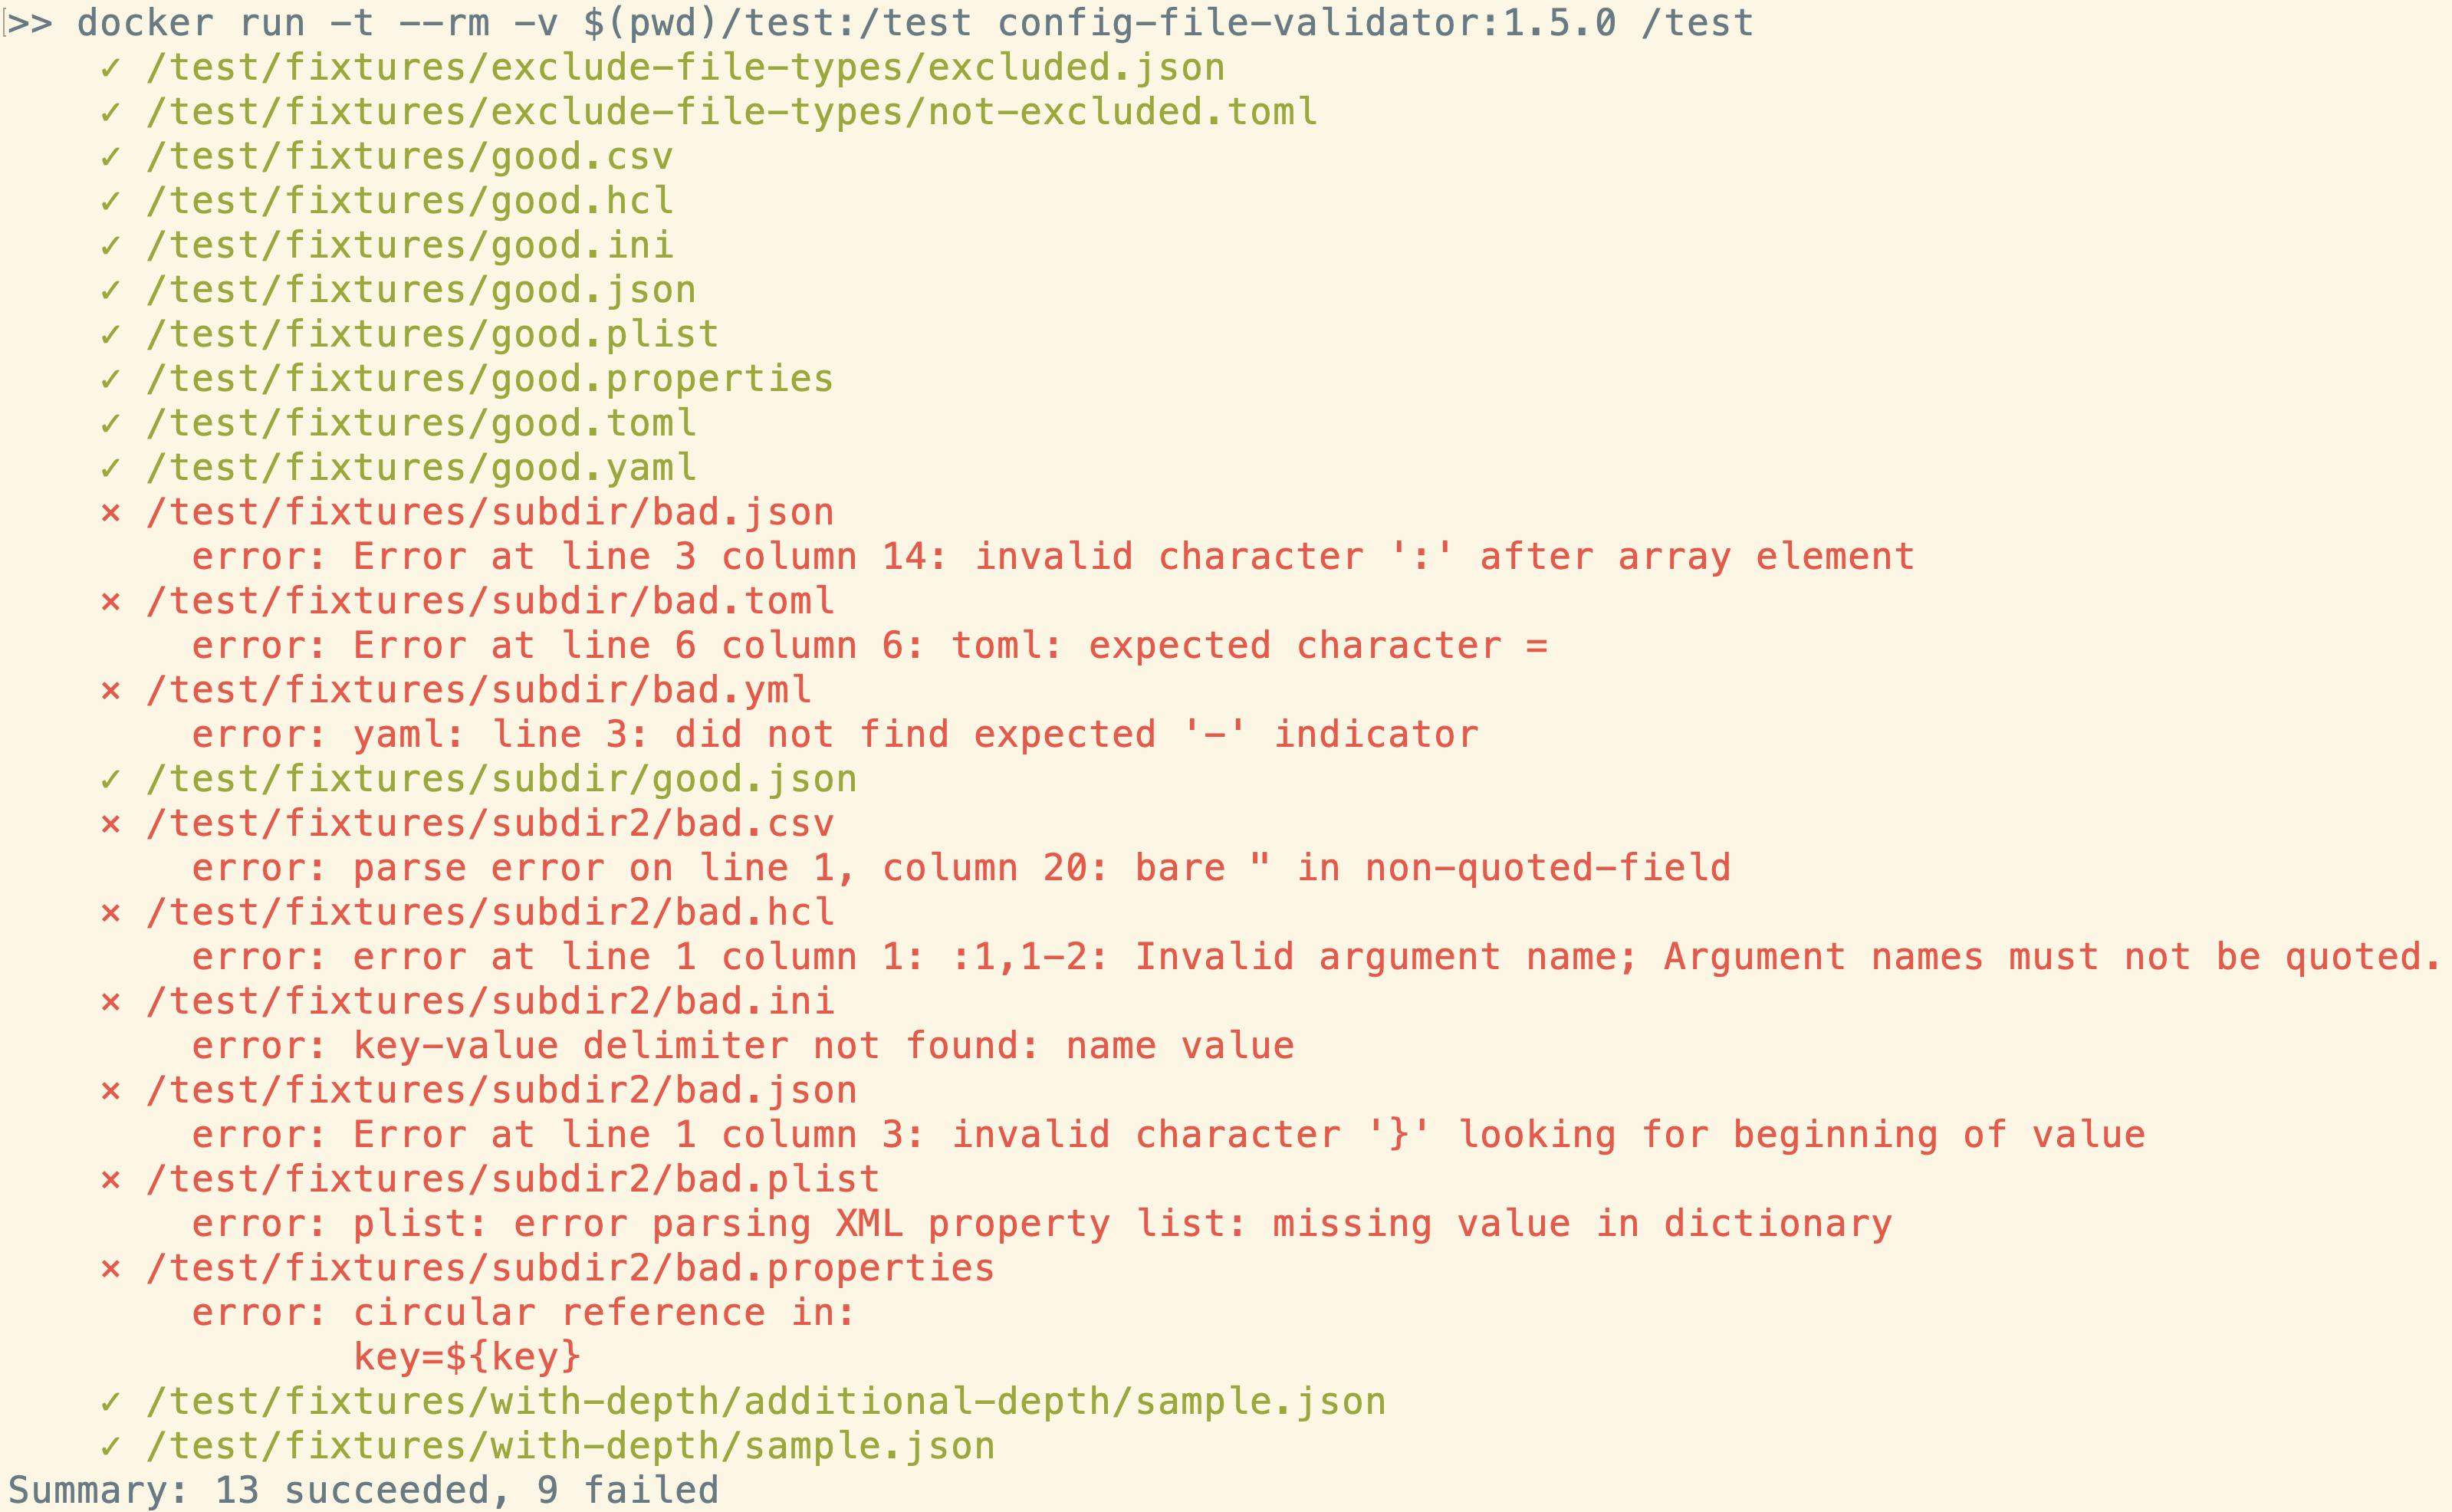 >> docker run -t --rm -v $(pwd)/test:/test config-file-validator:1.5.0 /test
✓ /test/fixtures/exclude-file-types/excluded.json
✓ /test/fixtures/exclude-file-types/not-excluded.toml
✓ /test/fixtures/good.csv
✓ /test/fixtures/good.hcl
✓ /test/fixtures/good.ini
✓ /test/fixtures/good.json
✓ /test/fixtures/good.plist
✓ /test/fixtures/good.properties
✓ /test/fixtures/good.toml
✓ /test/fixtures/good.yaml
× /test/fixtures/subdir/bad.json
error: Error at line 3 column 14: invalid character ':' after array element
× /test/fixtures/subdir/bad.toml
error: Error at line 6 column 6: toml: expected character =
× /test/fixtures/subdir/bad.yml
error: yaml: line 3: did not find expected '-' indicator
✓ /test/fixtures/subdir/good.json
× /test/fixtures/subdir2/bad.csv
error: parse error on line 1, column 20: bare " in non-quoted-field
× /test/fixtures/subdir2/bad.hcl
error: error at line 1 column 1: :1,1-2: Invalid argument name; Argument names must not be quoted.
× /test/fixtures/subdir2/bad.ini
error: key-value delimiter not found: name value
× /test/fixtures/subdir2/bad.json
error: Error at line 1 column 3: invalid character '}' looking for beginning of value
× /test/fixtures/subdir2/bad.plist
error: plist: error parsing XML property list: missing value in dictionary
× /test/fixtures/subdir2/bad.properties
error: circular reference in:
key=${key}
✓ /test/fixtures/with-depth/additional-depth/sample.json
✓ /test/fixtures/with-depth/sample.json
Summary: 13 succeeded, 9 failed